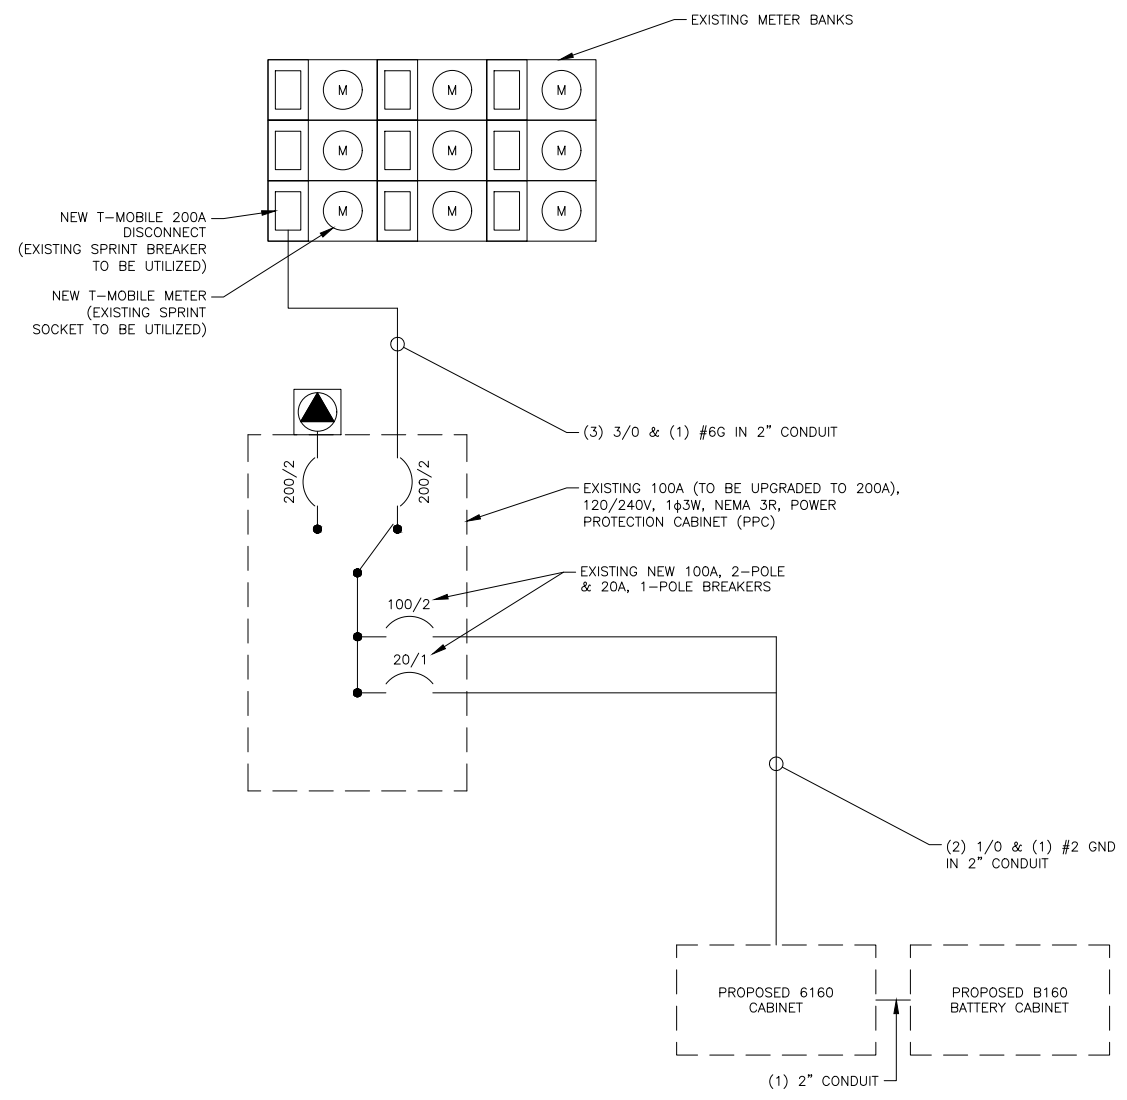 EXISTING METER BANKS
M M M
M M M
M M M
NEW T-MOBILE 200A
DISCONNECT
(EXISTING SPRINT BREAKER
TO BE UTILIZED)
NEW T-MOBILE METER
(EXISTING SPRINT
SOCKET TO BE UTILIZED)
(3) 3/0 & (1) #6G IN 2" CONDUIT
200/2
200/2
EXISTING 100A (TO BE UPGRADED TO 200A),
120/240V, 1ϕ3W, NEMA 3R, POWER
PROTECTION CABINET (PPC)
EXISTING NEW 100A, 2-POLE
& 20A, 1-POLE BREAKERS
100/2
20/1
(2) 1/0 & (1) #2 GND
IN 2" CONDUIT
PROPOSED 6160
CABINET
PROPOSED B160
BATTERY CABINET
(1) 2" CONDUIT